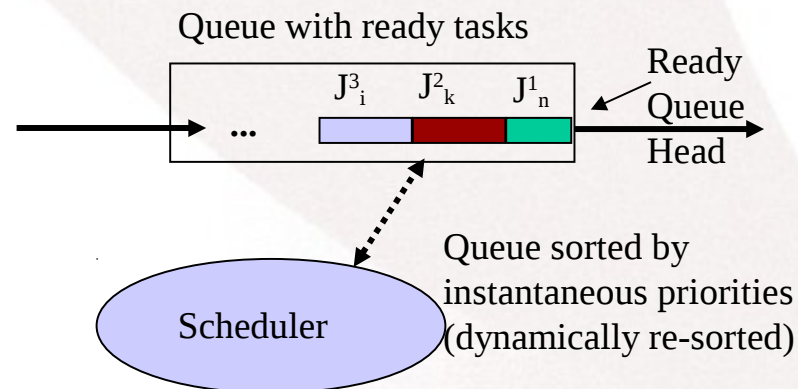 Queue with ready tasks
Ready
Queue
Head
J³ᵢ J²ₖ J¹ₙ
...
Queue sorted by
instantaneous priorities
(dynamically re-sorted)
Scheduler